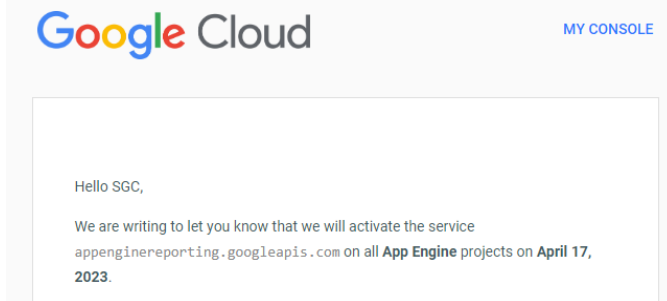 Google Cloud
MY CONSOLE
Hello SGC,
We are writing to let you know that we will activate the service
appenginereporting.googleapis.com on all App Engine projects on April 17,
2023.